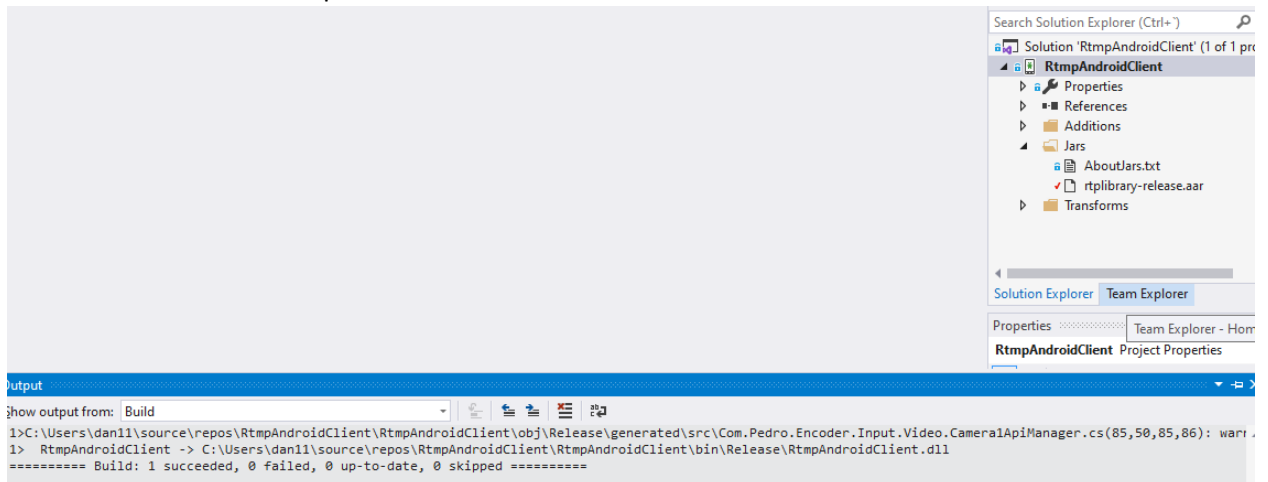 Search Solution Explorer (Ctrl+¨)
Solution 'RtmpAndroidClient' (1 of 1 pro
RtmpAndroidClient
Properties
References
Additions
Jars
AboutJars.txt
rtplibrary-release.aar
Transforms
Solution Explorer Team Explorer
Properties
Team Explorer - Hom
RtmpAndroidClient Project Properties
Output
Show output from: Build
1>C:\Users\dan11\source\repos\RtmpAndroidClient\RtmpAndroidClient\obj\Release\generated\src\Com.Pedro.Encoder.Input.Video.Camera1ApiManager.cs(85,50,85,86): warr
1> RtmpAndroidClient -> C:\Users\dan11\source\repos\RtmpAndroidClient\RtmpAndroidClient\bin\Release\RtmpAndroidClient.dll
========== Build: 1 succeeded, 0 failed, 0 up-to-date, 0 skipped ==========